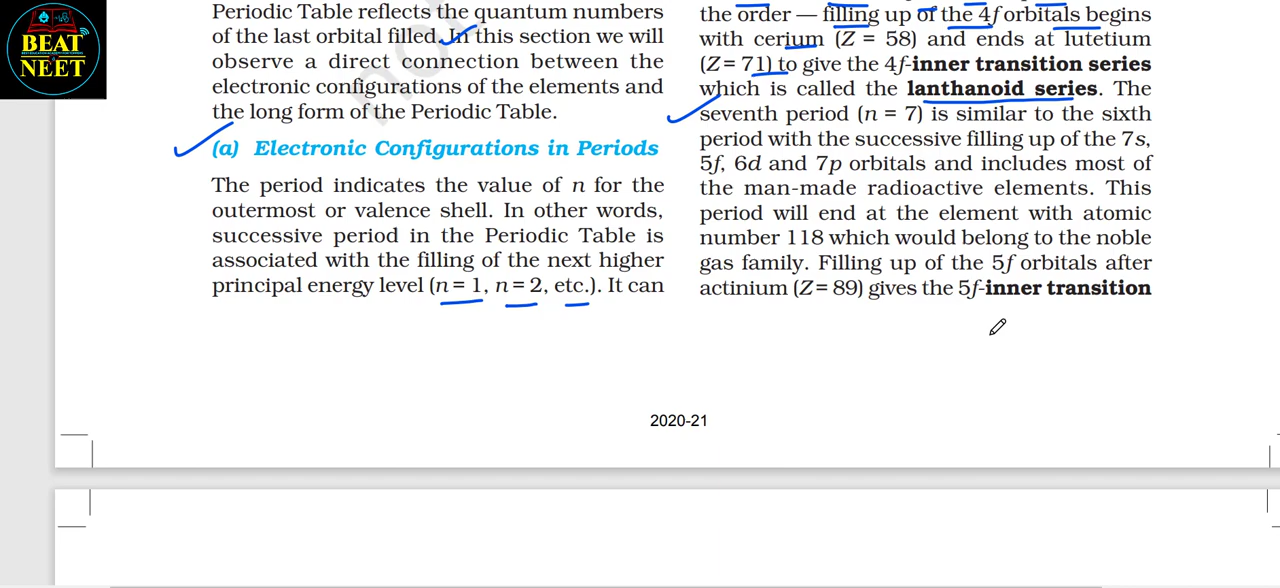 BEAT
NEET
Periodic Table reflects the quantum numbers
of the last orbital filled. In this section we will
observe a direct connection between the
electronic configurations of the elements and
the long form of the Periodic Table.
(a) Electronic Configurations in Periods
The period indicates the value of n for the
outermost or valence shell. In other words,
successive period in the Periodic Table is
associated with the filling of the next higher
principal energy level (n = 1, n = 2, etc.). It can
the order — filling up of the 4f orbitals begins
with cerium (Z = 58) and ends at lutetium
(Z = 71) to give the 4f-inner transition series
which is called the lanthanoid series. The
seventh period (n = 7) is similar to the sixth
period with the successive filling up of the 7s,
5f, 6d and 7p orbitals and includes most of
the man-made radioactive elements. This
period will end at the element with atomic
number 118 which would belong to the noble
gas family. Filling up of the 5f orbitals after
actinium (Z = 89) gives the 5f-inner transition
2020-21